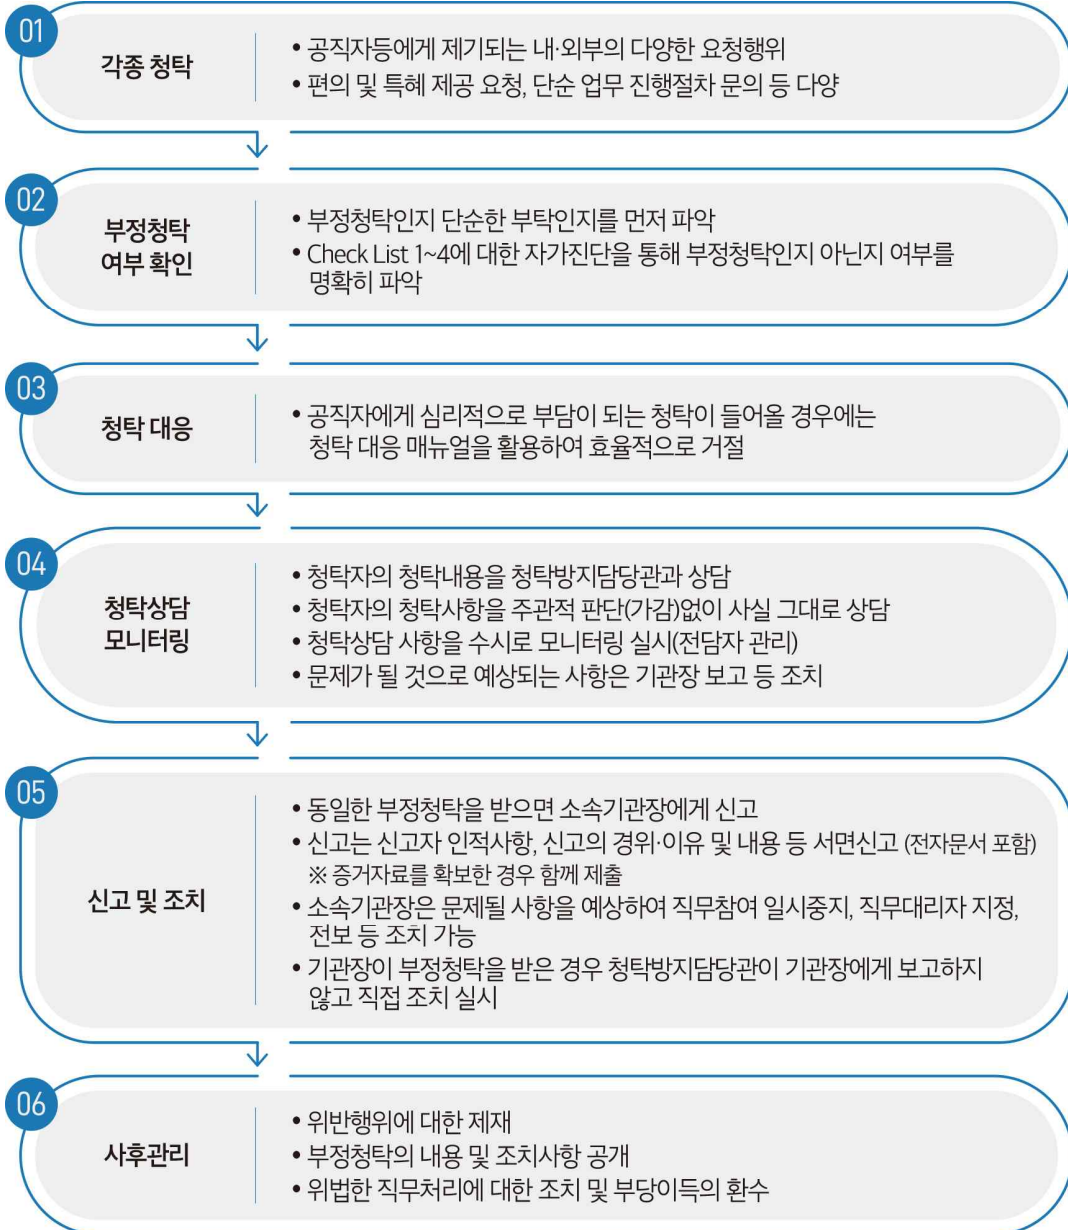 01
각종 청탁
• 공직자등에게 제기되는 내·외부의 다양한 요청행위
• 편의 및 특혜 제공 요청, 단순 업무 진행절차 문의 등 다양
02
부정청탁
여부 확인
• 부정청탁인지 단순한 부탁인지를 먼저 파악
• Check List 1~4에 대한 자가진단을 통해 부정청탁인지 아닌지 여부를
명확히 파악
03
청탁 대응
• 공직자에게 심리적으로 부담이 되는 청탁이 들어올 경우에는
청탁 대응 매뉴얼을 활용하여 효율적으로 거절
04
청탁상담
모니터링
• 청탁자의 청탁내용을 청탁방지담당관과 상담
• 청탁자의 청탁사항을 주관적 판단(가감)없이 사실 그대로 상담
• 청탁상담 사항을 수시로 모니터링 실시(전담자 관리)
• 문제가 될 것으로 예상되는 사항은 기관장 보고 등 조치
05
신고 및 조치
• 동일한 부정청탁을 받으면 소속기관장에게 신고
• 신고는 신고자 인적사항, 신고의 경위·이유 및 내용 등 서면신고 (전자문서 포함)
※ 증거자료를 확보한 경우 함께 제출
• 소속기관장은 문제될 사항을 예상하여 직무참여 일시중지, 직무대리자 지정,
전보 등 조치 가능
• 기관장이 부정청탁을 받은 경우 청탁방지담당관이 기관장에게 보고하지
않고 직접 조치 실시
06
사후관리
• 위반행위에 대한 제재
• 부정청탁의 내용 및 조치사항 공개
• 위법한 직무처리에 대한 조치 및 부당이득의 환수